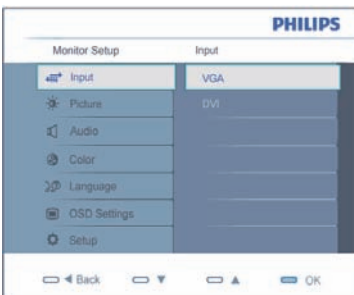 PHILIPS
Monitor Setup Input
Input VGA
Picture DVI
Audio
Color
Language
OSD Settings
Setup
Back OK